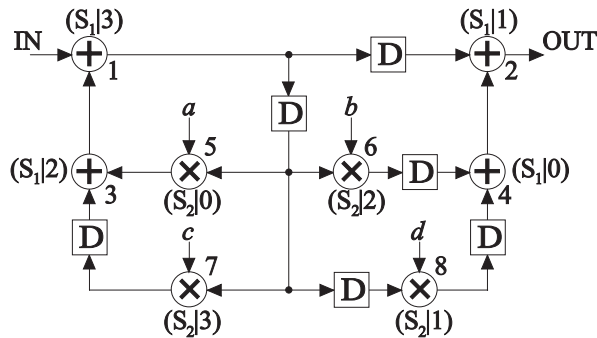 (S₁|3) (S₁|1)
IN D OUT
1 2
D
a b
5 6
(S₁|2) D (S₁|0)
3 4
(S₂|0) (S₂|2)
D c d D
7 D 8
(S₂|3) (S₂|1)